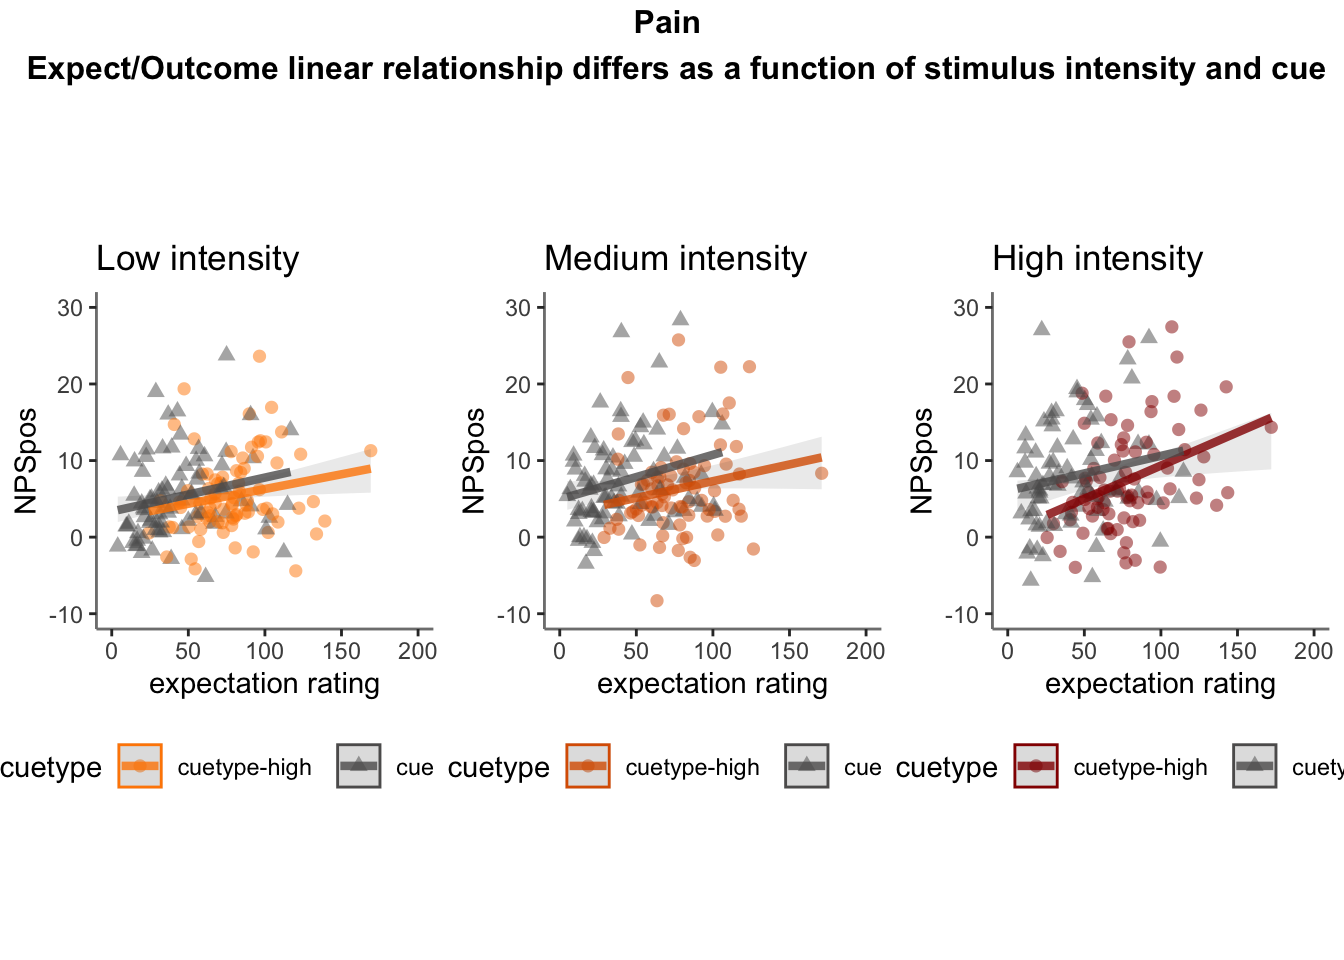 Pain
Expect/Outcome linear relationship differs as a function of stimulus intensity and cue
Low intensity
Medium intensity
High intensity
NPSpos
30
20
10
0
-10
0 50 100 150 200
expectation rating
NPSpos
30
20
10
0
-10
0 50 100 150 200
expectation rating
NPSpos
30
20
10
0
-10
0 50 100 150 200
expectation rating
cuetype cuetype-high cue
cuetype cuetype-high cue
cuetype cuetype-high cuety